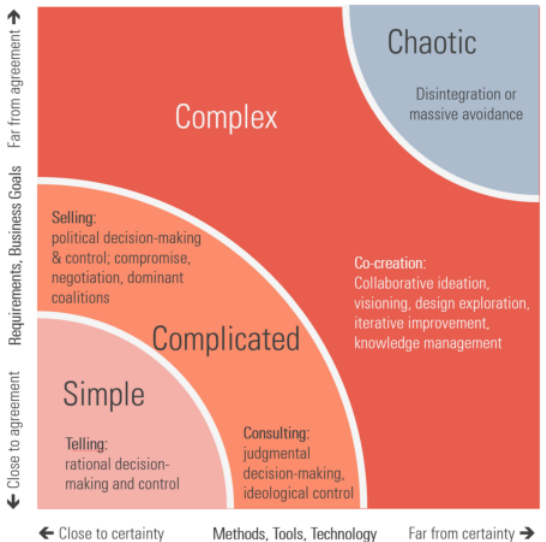 Chaotic
Disintegration or
massive avoidance
Complex
Selling:
political decision-making
& control; compromise,
negotiation, dominant
coalitions
Co-creation:
Collaborative ideation,
visioning, design exploration,
iterative improvement,
knowledge management
Complicated
Simple
Telling:
rational decision-
making and control
Consulting:
judgmental
decision-making,
ideological control
← Close to agreement Requirements, Business Goals Far from agreement →
← Close to certainty Methods, Tools, Technology Far from certainty →